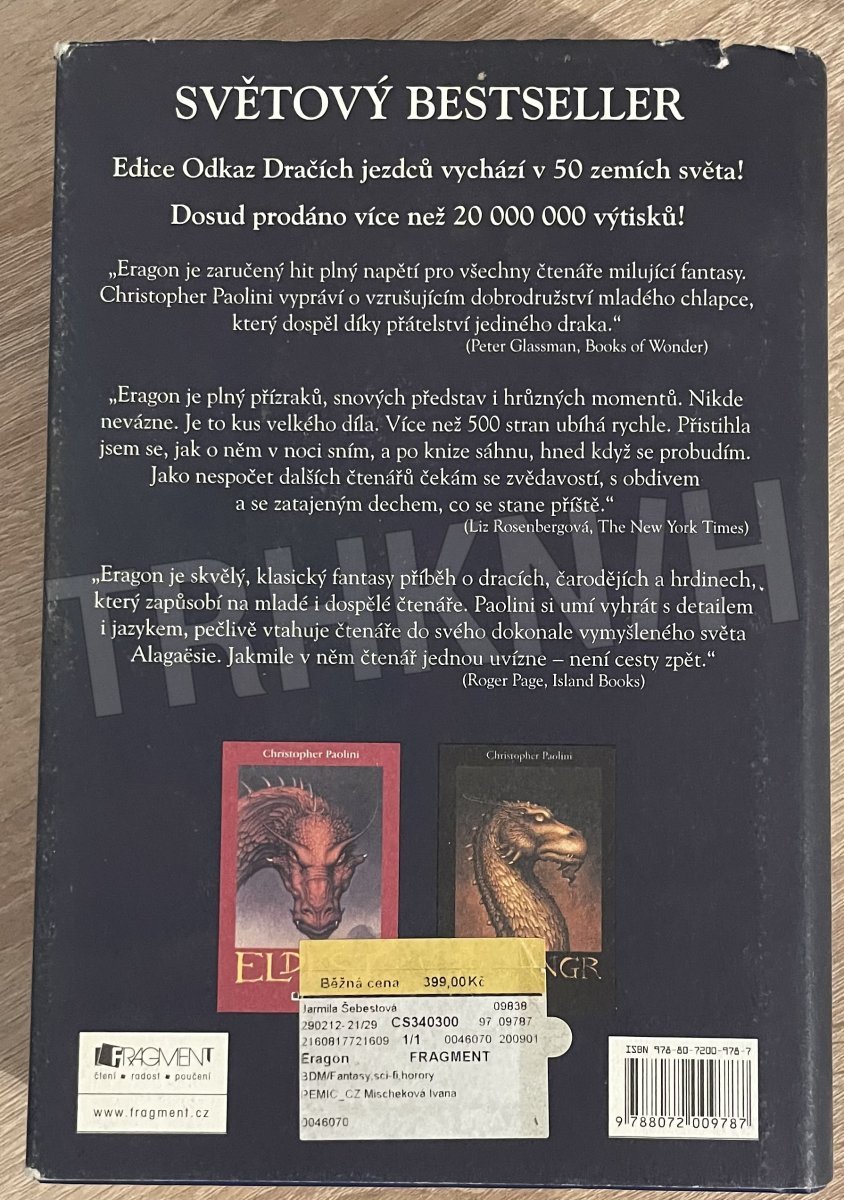 SVĚTOVÝ BESTSELLER
Edice Odkaz Dračích jezdců vychází v 50 zemích světa!
Dosud prodáno více než 20 000 000 výtisků!
„Eragon je zaručený hit plný napětí pro všechny čtenáře milující fantasy.
Christopher Paolini vypráví o vzrušujícím dobrodružství mladého chlapce,
který dospěl díky přátelství jediného draka.“
(Peter Glassman, Books of Wonder)
„Eragon je plný přízraků, snových představ i hrůzných momentů. Nikde
nevázne. Je to kus velkého díla. Více než 500 stran ubíhá rychle. Přistihla
jsem se, jak o něm v noci sním, a po knize sáhnu, hned když se probudím.
Jako nespočet dalších čtenářů čekám se zvědavostí, s obdivem
a se zatajeným dechem, co se stane příště.“
(Liz Rosenbergová, The New York Times)
„Eragon je skvělý, klasický fantasy příběh o dracích, čarodějích a hrdinech,
který zapůsobí na mladé i dospělé čtenáře. Paolini si umí vyhrát s detailem
i jazykem, pečlivě vtahuje čtenáře do svého dokonale vymyšleného světa
Alagaësie. Jakmile v něm čtenář jednou uvízne – není cesty zpět.“
(Roger Page, Island Books)
TRHKNIH
Christopher Paolini
Christopher Paolini
Běžná cena 399,00Kč
Jarmila Šebestová 09838
290212- 21/29 CS340300 97 09787
2160817721609 1/1 0046070 200901
Eragon FRAGMENT
BDM/Fantasy,sci-fi,horory
PEMIC_CZ Mischeková Ivana
0046070
FRAGMENT
čtení • radost • poučení
www.fragment.cz
ISBN 978-80-7200-978-7
9 788072 009787